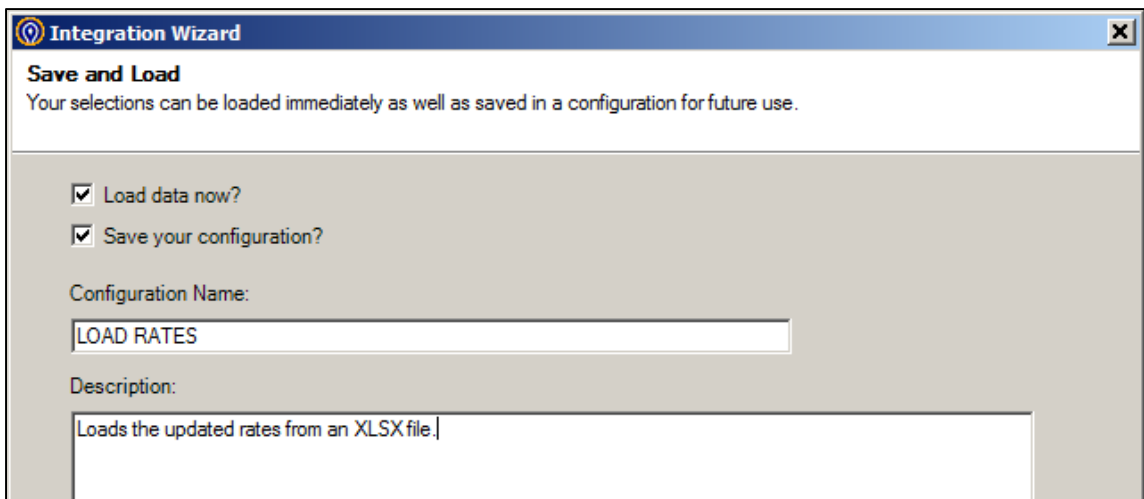 Integration Wizard
Save and Load
Your selections can be loaded immediately as well as saved in a configuration for future use.
Load data now?
Save your configuration?
Configuration Name:
LOAD RATES
Description:
Loads the updated rates from an XLSX file.